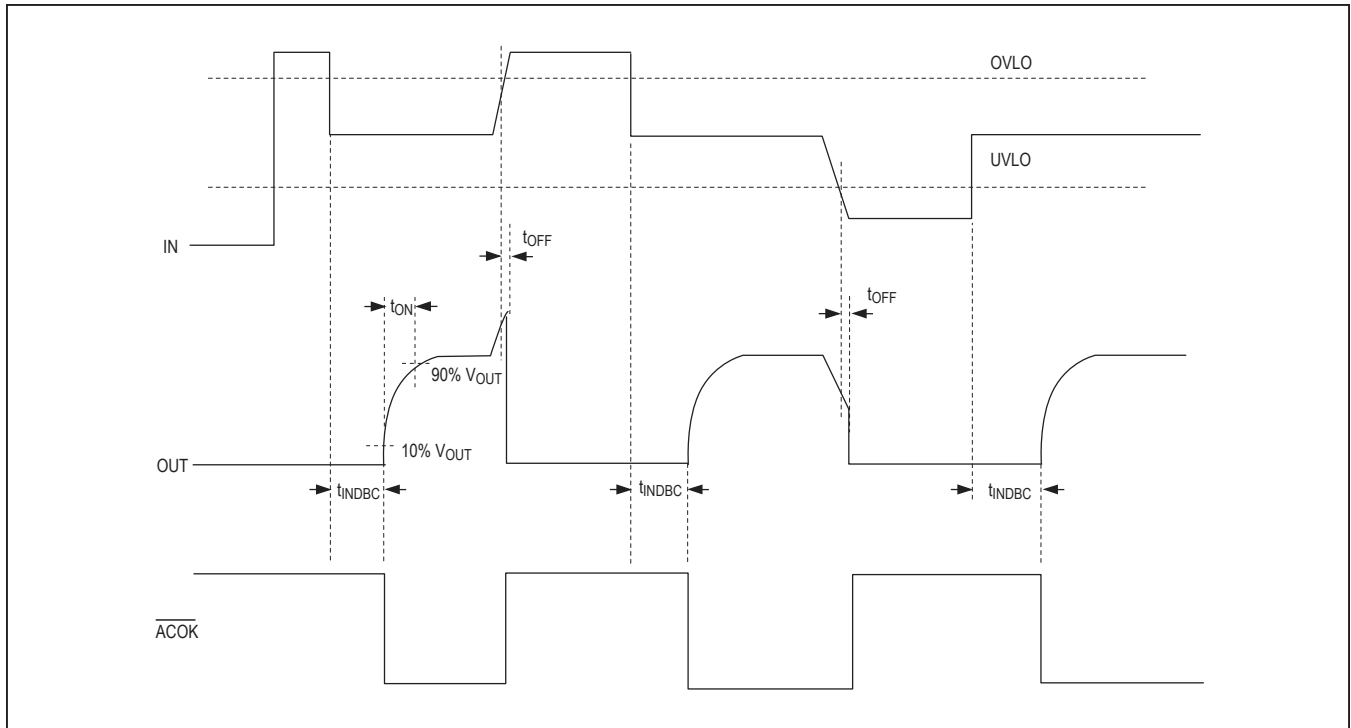 OVLO
UVLO
IN
tOFF
tOFF
tON
90% VOUT
10% VOUT
OUT
tINDBC
tINDBC
tINDBC
ACOK